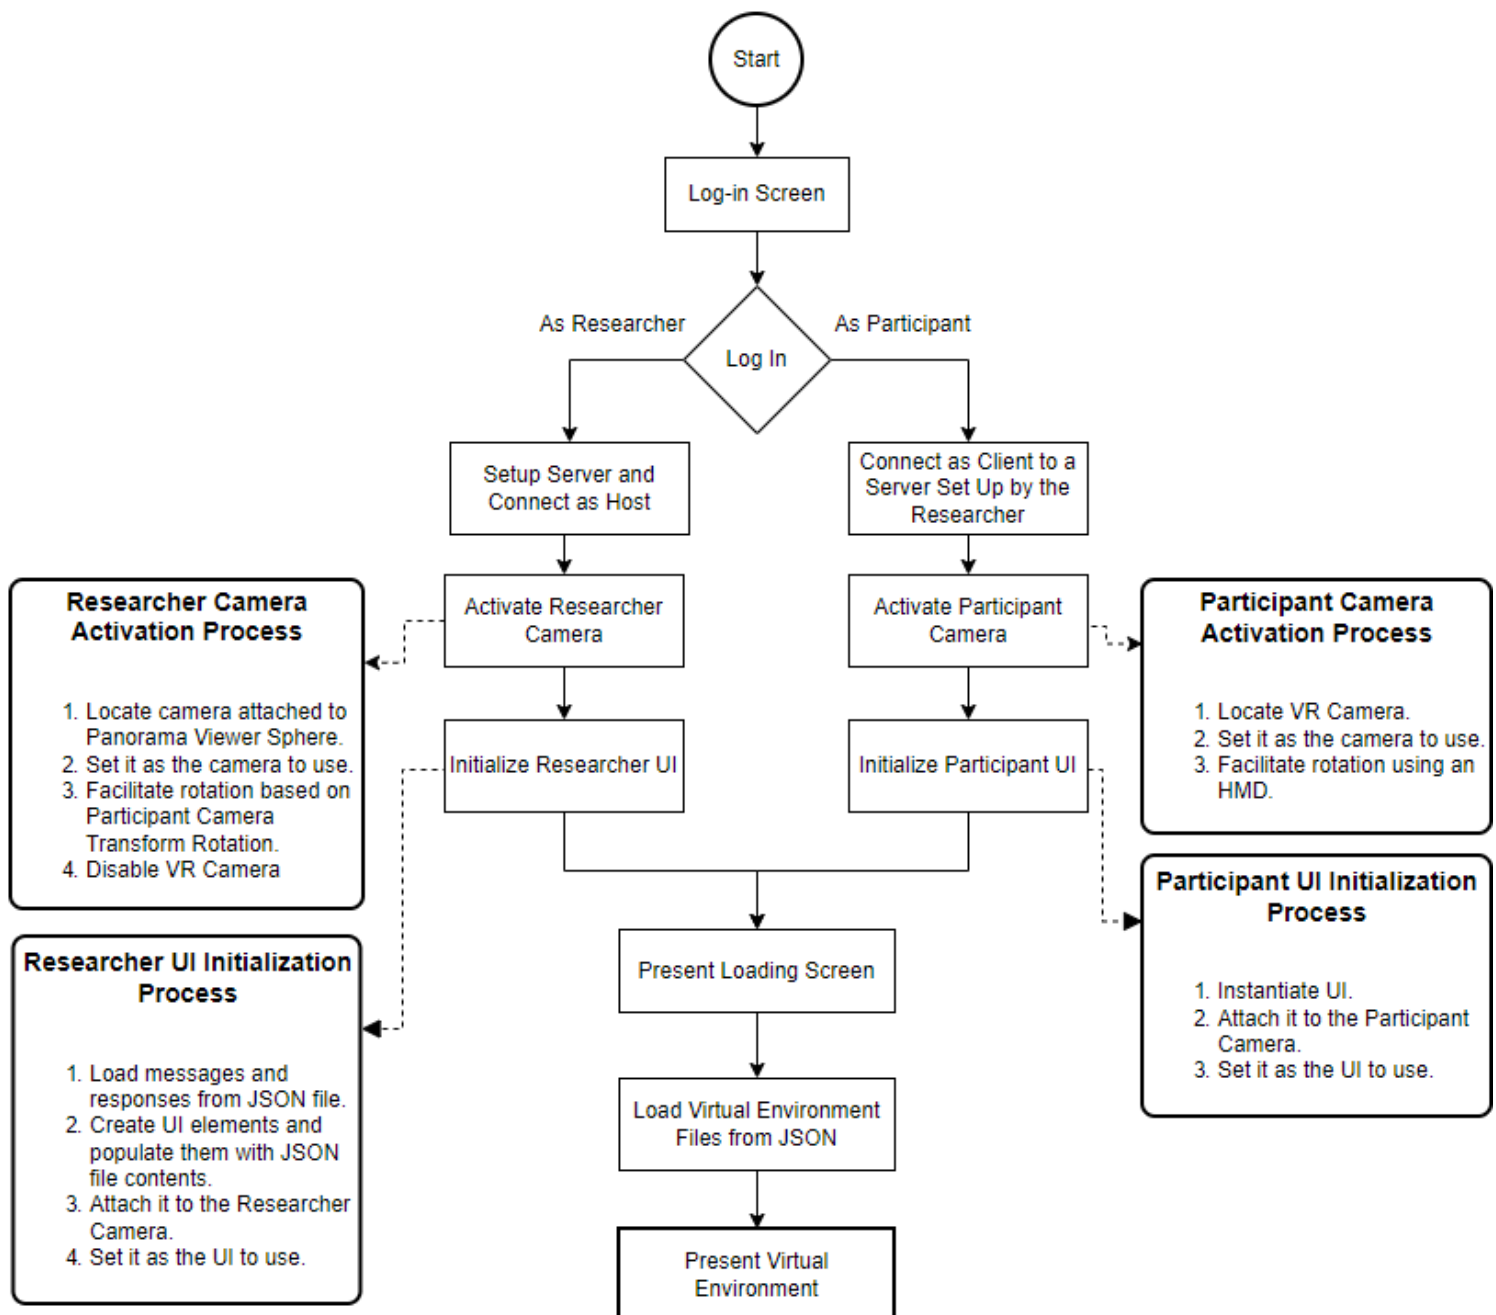 Start
Log-in Screen
As Researcher
As Participant
Log In
Setup Server and
Connect as Host
Connect as Client to a
Server Set Up by the
Researcher
Researcher Camera
Activation Process
1. Locate camera attached to
Panorama Viewer Sphere.
2. Set it as the camera to use.
3. Facilitate rotation based on
Participant Camera
Transform Rotation.
4. Disable VR Camera
Activate Researcher
Camera
Activate Participant
Camera
Participant Camera
Activation Process
1. Locate VR Camera.
2. Set it as the camera to use.
3. Facilitate rotation using an
HMD.
Initialize Researcher UI
Initialize Participant UI
Researcher UI Initialization
Process
1. Load messages and
responses from JSON file.
2. Create UI elements and
populate them with JSON
file contents.
3. Attach it to the Researcher
Camera.
4. Set it as the UI to use.
Participant UI Initialization
Process
1. Instantiate UI.
2. Attach it to the Participant
Camera.
3. Set it as the UI to use.
Present Loading Screen
Load Virtual Environment
Files from JSON
Present Virtual
Environment